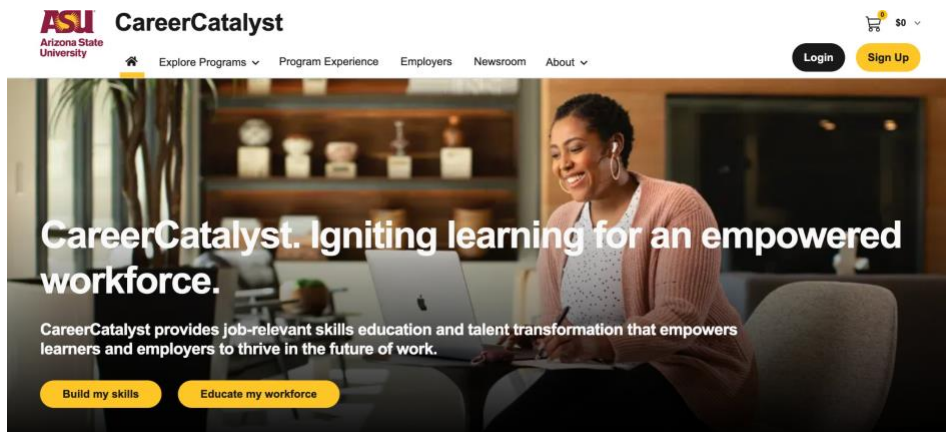 ASU
Arizona State
University
CareerCatalyst
0
$0
Explore Programs
Program Experience
Employers
Newsroom
About
Login
Sign Up
CareerCatalyst. Igniting learning for an empowered
workforce.
CareerCatalyst provides job-relevant skills education and talent transformation that empowers
learners and employers to thrive in the future of work.
Build my skills
Educate my workforce